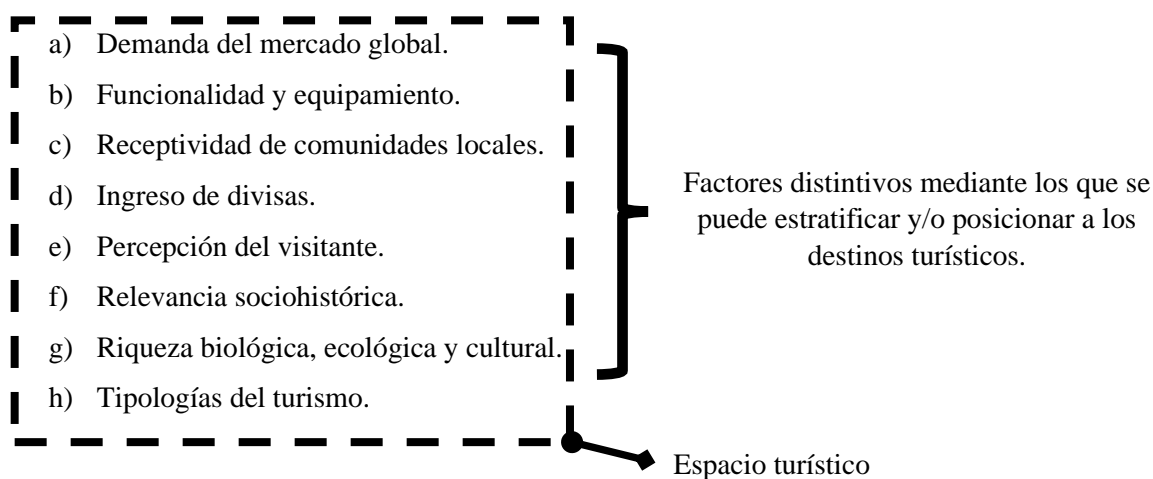 a) Demanda del mercado global.
b) Funcionalidad y equipamiento.
c) Receptividad de comunidades locales.
d) Ingreso de divisas.
e) Percepción del visitante.
f) Relevancia sociohistórica.
g) Riqueza biológica, ecológica y cultural.
h) Tipologías del turismo.
Factores distintivos mediante los que se
puede estratificar y/o posicionar a los
destinos turísticos.
Espacio turístico